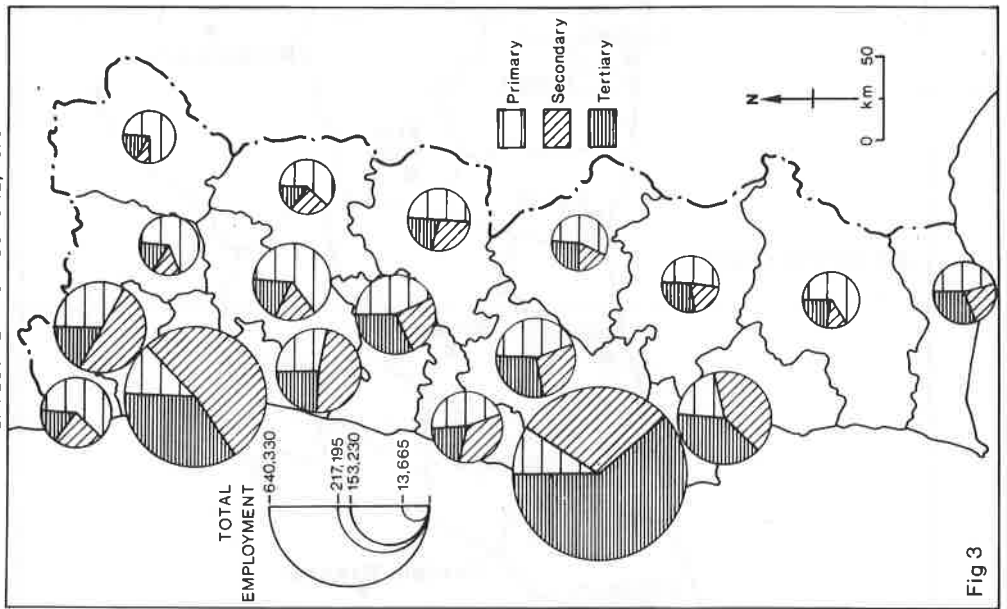 TOTAL
EMPLOYMENT
640,330
217,195
153,230
13,665
Primary
Secondary
Tertiary
N
0 km 50
Fig 3